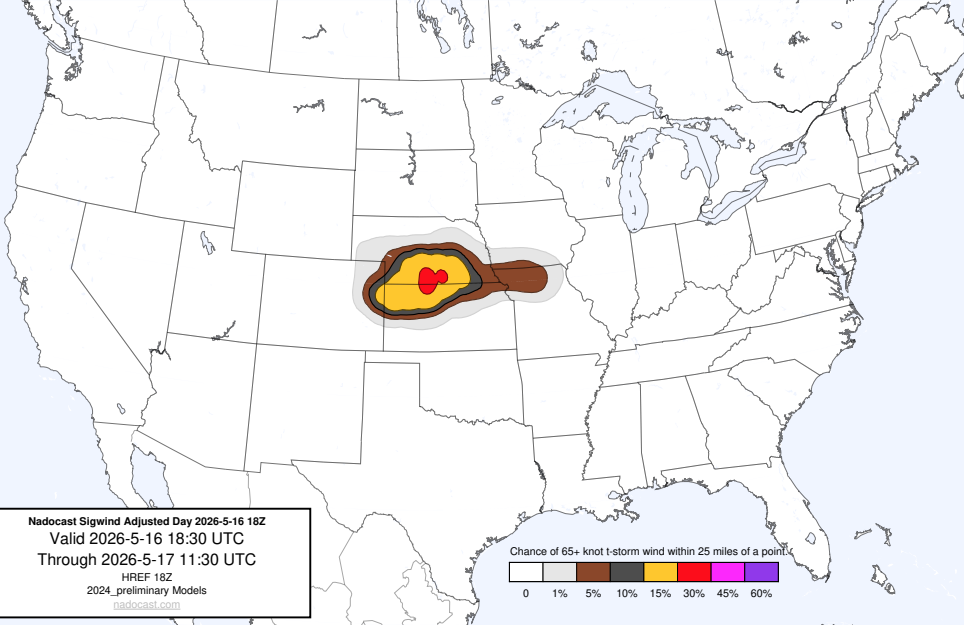 Nadocast Sigwind Adjusted Day 2026-5-16 18Z
Valid 2026-5-16 18:30 UTC
Through 2026-5-17 11:30 UTC
HREF 18Z
2024_preliminary Models
nadocast.com
Chance of 65+ knot t-storm wind within 25 miles of a point.
0 1% 5% 10% 15% 30% 45% 60%